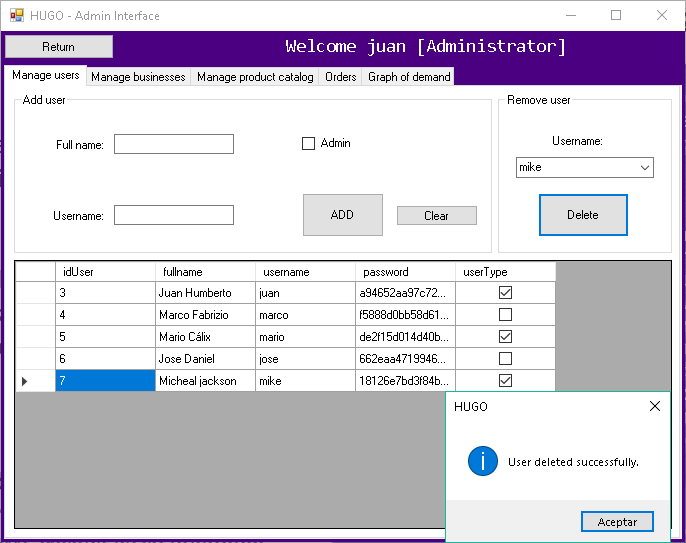 HUGO - Admin Interface
Return
Welcome juan [Administrator]
Manage users Manage businesses Manage product catalog Orders Graph of demand
Add user
Full name:
Admin
Username:
ADD
Clear
Remove user
Username:
mike
Delete
idUser fullname username password userType
3 Juan Humberto juan a94652aa97c72...
4 Marco Fabrizio marco f5888d0bb58d61...
5 Mario Cálix mario de2f15d014d40b...
6 Jose Daniel jose 662eaa4719946...
7 Micheal jackson mike 18126e7bd3f84b...
HUGO
User deleted successfully.
Aceptar